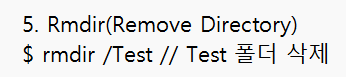 5. Rmdir(Remove Directory)
$ rmdir /Test // Test 폴더 삭제